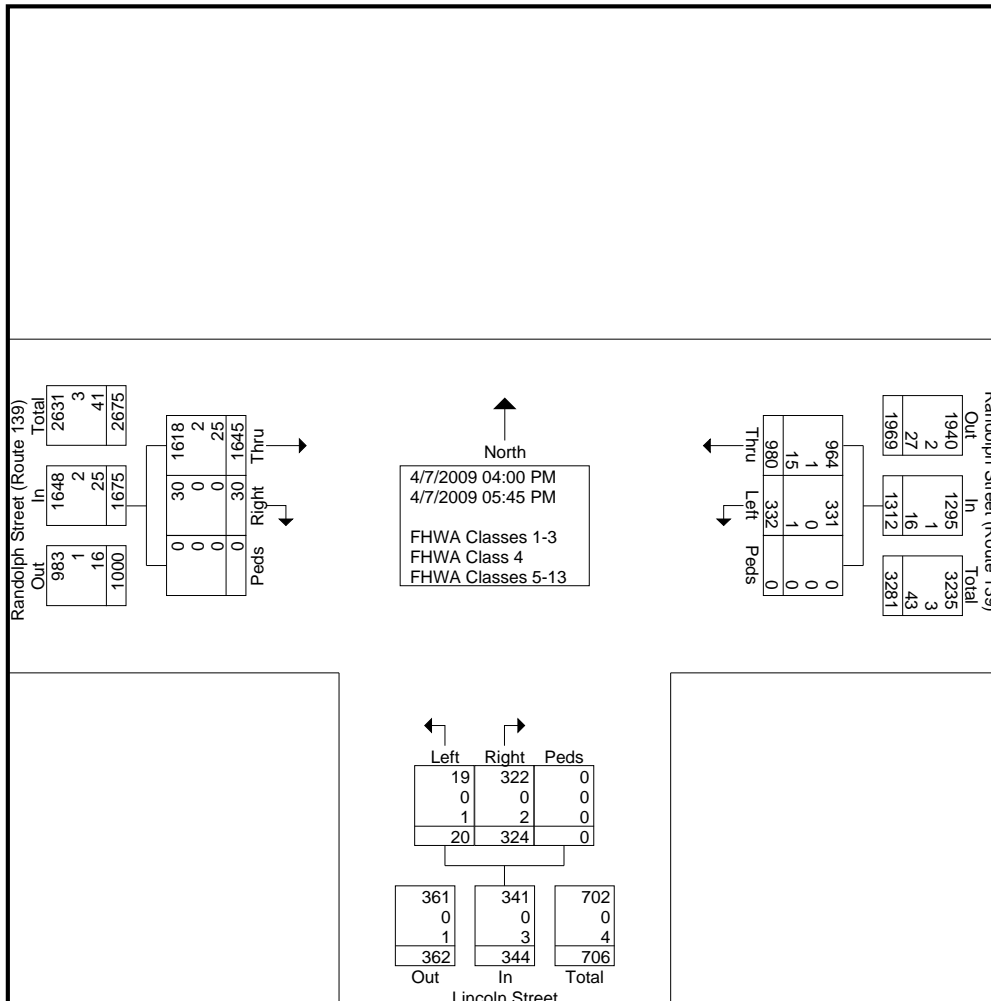 Randolph Street (Route 139)
Total
2631
3
41
2675
In
1648
2
25
1675
Out
983
1
16
1000
Thru
1618
2
25
1645
Right
30
0
0
30
Peds
0
0
0
0
North
4/7/2009 04:00 PM
4/7/2009 05:45 PM
FHWA Classes 1-3
FHWA Class 4
FHWA Classes 5-13
Thru
964
1
15
980
Left
331
0
1
332
Peds
0
0
0
0
Randolph Street (Route 139)
Out
1940
2
27
1969
In
1295
1
16
1312
Total
3235
3
43
3281
Left Right Peds
19 322 0
0 0 0
1 2 0
20 324 0
361 341 702
0 0 0
1 3 4
362 344 706
Out In Total
Lincoln Street